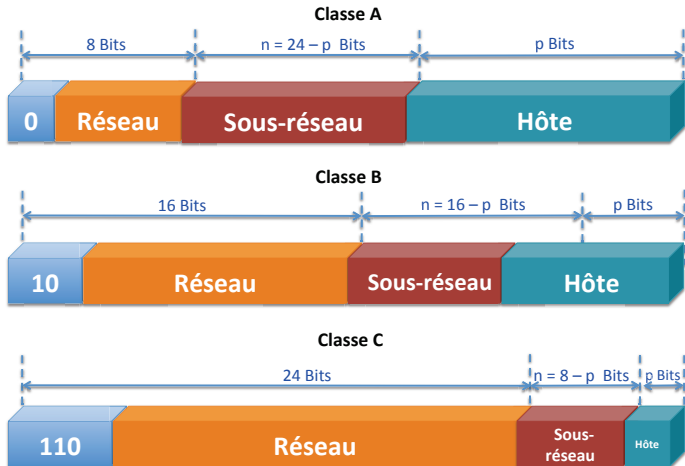 Classe A
8 Bits n = 24 – p Bits p Bits
0 Réseau Sous-réseau Hôte
Classe B
16 Bits n = 16 – p Bits p Bits
10 Réseau Sous-réseau Hôte
Classe C
24 Bits n = 8 – p Bits p Bits
110 Réseau Sous-
réseau Hôte